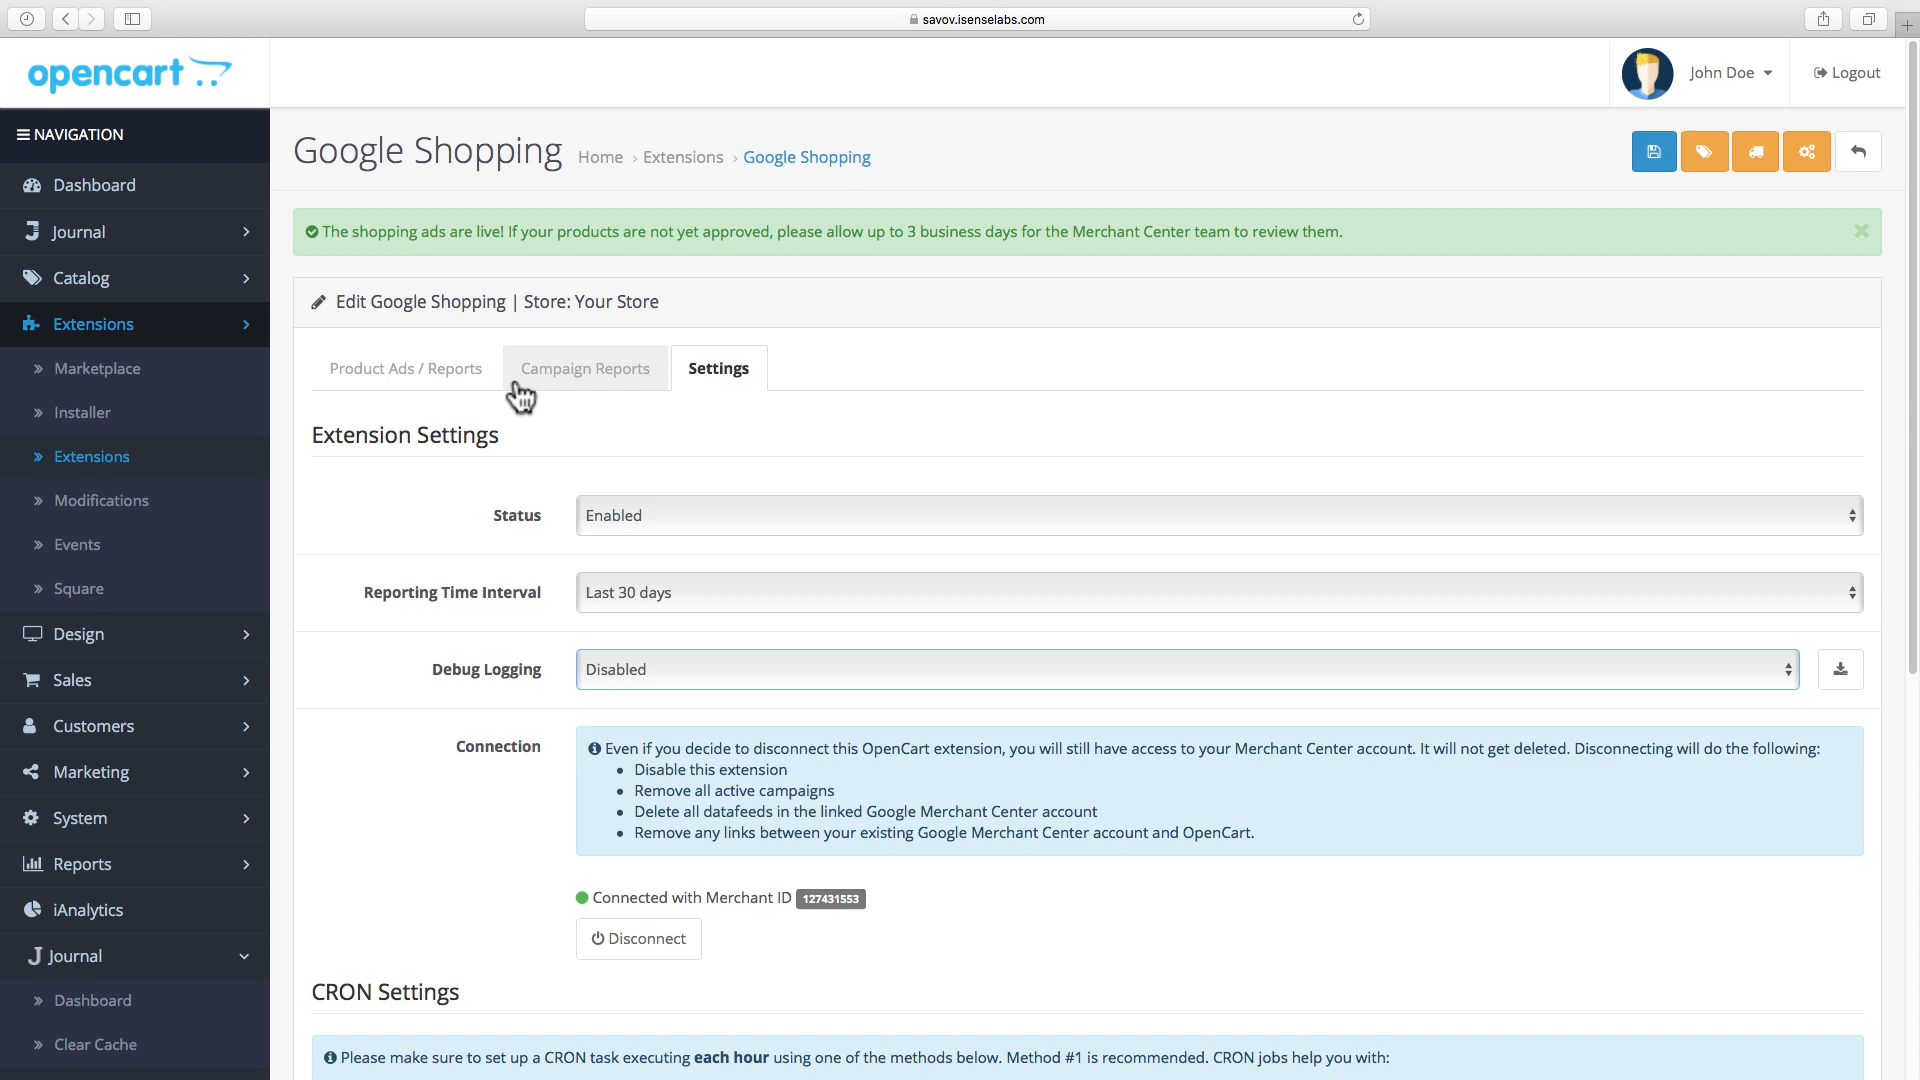 savov.isenselabs.com
opencart
John Doe
Logout
NAVIGATION
Dashboard
Journal
Catalog
Extensions
Marketplace
Installer
Extensions
Modifications
Events
Square
Design
Sales
Customers
Marketing
System
Reports
iAnalytics
Journal
Dashboard
Clear Cache
Google Shopping
Home › Extensions › Google Shopping
The shopping ads are live! If your products are not yet approved, please allow up to 3 business days for the Merchant Center team to review them.
Edit Google Shopping | Store: Your Store
Product Ads / Reports
Campaign Reports
Settings
Extension Settings
Status
Enabled
Reporting Time Interval
Last 30 days
Debug Logging
Disabled
Connection
Even if you decide to disconnect this OpenCart extension, you will still have access to your Merchant Center account. It will not get deleted. Disconnecting will do the following:
• Disable this extension
• Remove all active campaigns
• Delete all datafeeds in the linked Google Merchant Center account
• Remove any links between your existing Google Merchant Center account and OpenCart.
Connected with Merchant ID 127431553
Disconnect
CRON Settings
Please make sure to set up a CRON task executing each hour using one of the methods below. Method #1 is recommended. CRON jobs help you with: